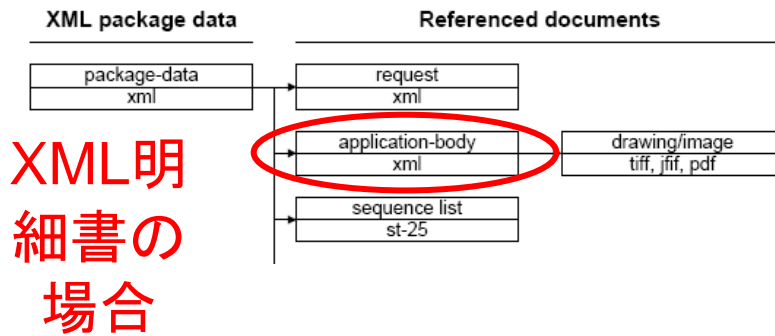 XML package data
Referenced documents
package-data
xml
request
xml
application-body
xml
drawing/image
tiff, jfif, pdf
sequence list
st-25
XML明
細書の
場合